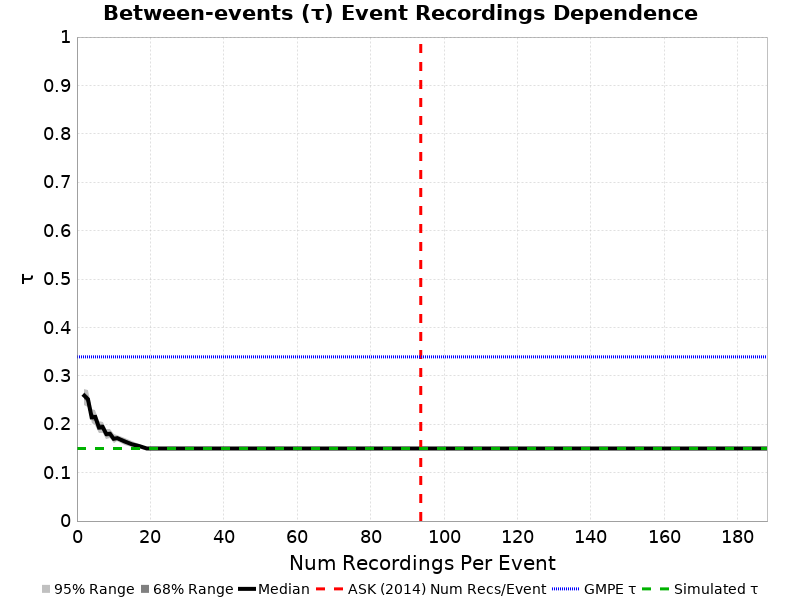 Between-events (τ) Event Recordings Dependence
1
0.9
0.8
0.7
0.6
0.5
0.4
0.3
0.2
0.1
0
τ
0 20 40 60 80 100 120 140 160 180
Num Recordings Per Event
95% Range 68% Range Median ASK (2014) Num Recs/Event GMPE τ Simulated τ